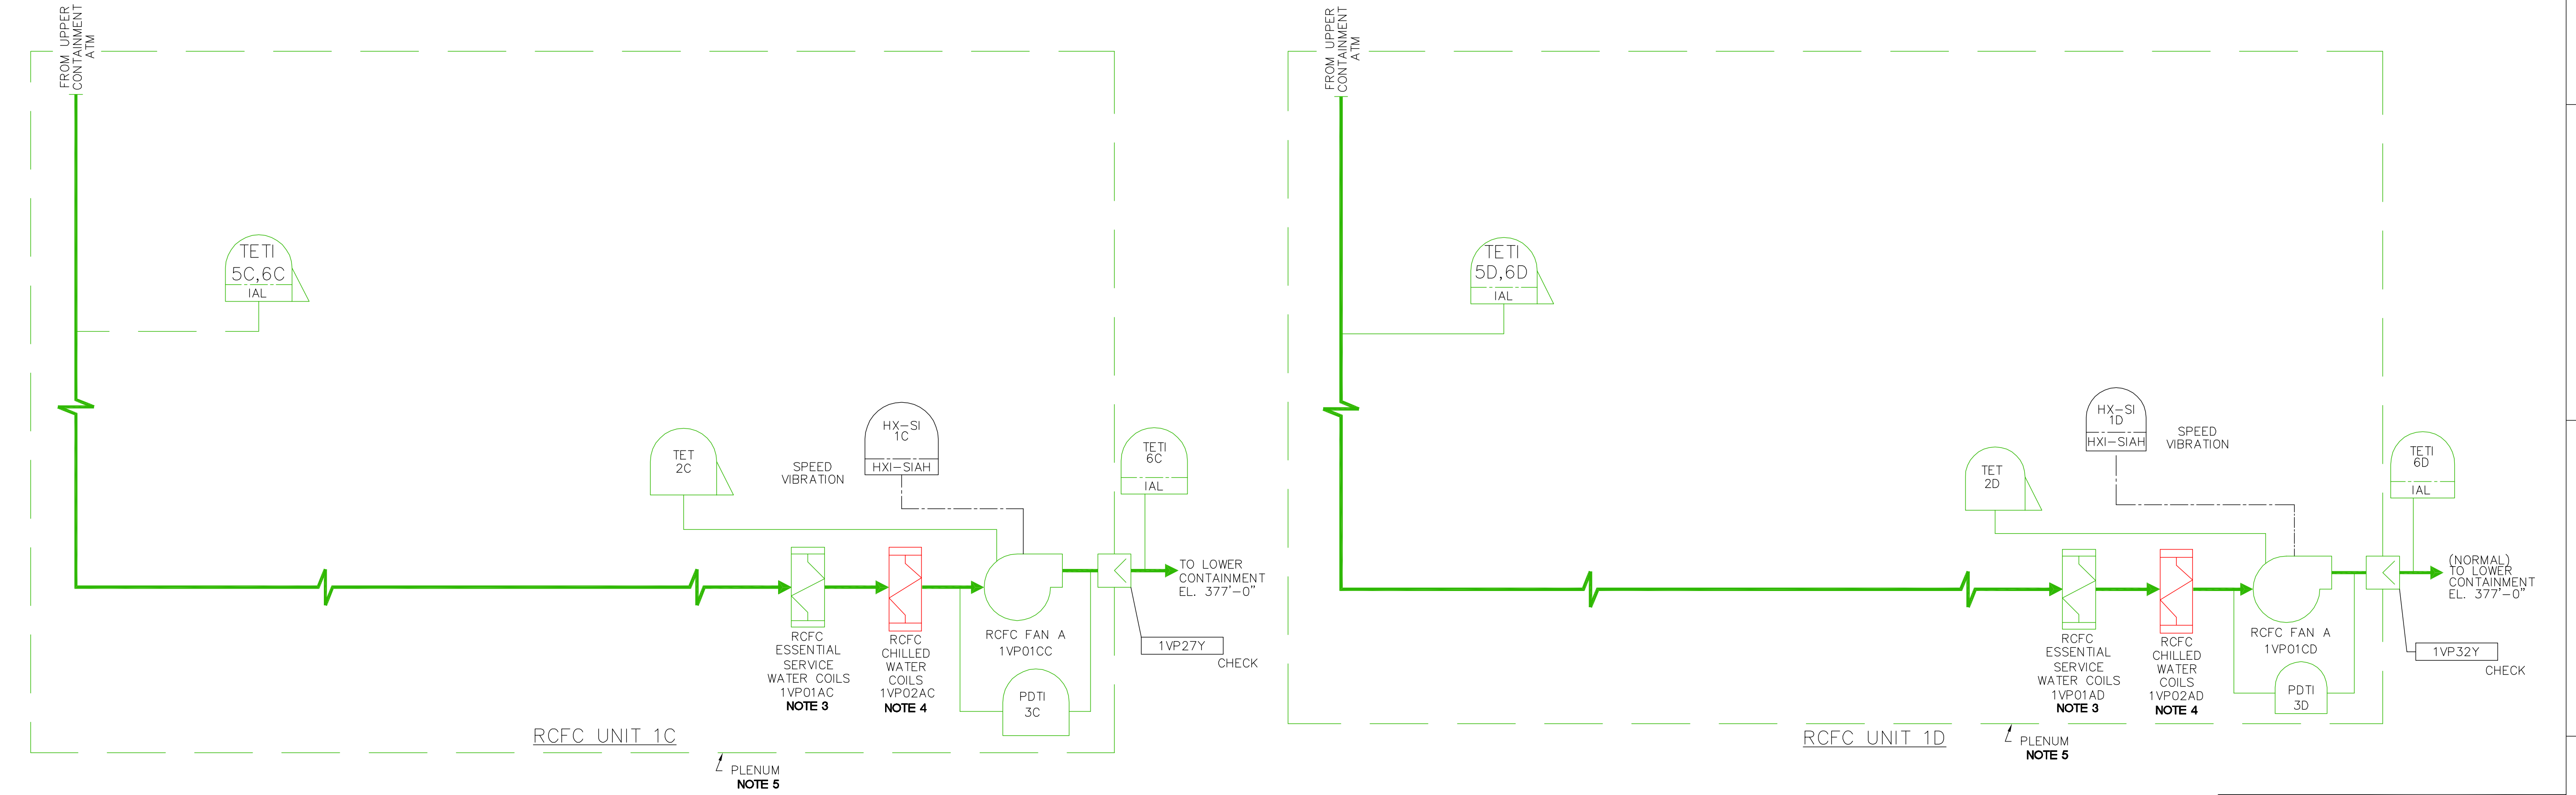 FROM UPPER
CONTAINMENT
ATM
TETI
5C,6C
IAL
TET
2C
SPEED
VIBRATION
HX-SI
1C
HXI-SIAH
TETI
6C
IAL
TO LOWER
CONTAINMENT
EL. 377'-0"
RCFC
ESSENTIAL
SERVICE
WATER COILS
1VP01AC
NOTE 3
RCFC
CHILLED
WATER
COILS
1VP02AC
NOTE 4
RCFC FAN A
1VP01CC
PDTI
3C
1VP27Y
CHECK
RCFC UNIT 1C
PLENUM
NOTE 5
FROM UPPER
CONTAINMENT
ATM
TETI
5D,6D
IAL
TET
2D
HX-SI
1D
HXI-SIAH
SPEED
VIBRATION
TETI
6D
IAL
(NORMAL)
TO LOWER
CONTAINMENT
EL. 377'-0"
RCFC
ESSENTIAL
SERVICE
WATER COILS
1VP01AD
NOTE 3
RCFC
CHILLED
WATER
COILS
1VP02AD
NOTE 4
RCFC FAN A
1VP01CD
PDTI
3D
1VP32Y
CHECK
RCFC UNIT 1D
PLENUM
NOTE 5